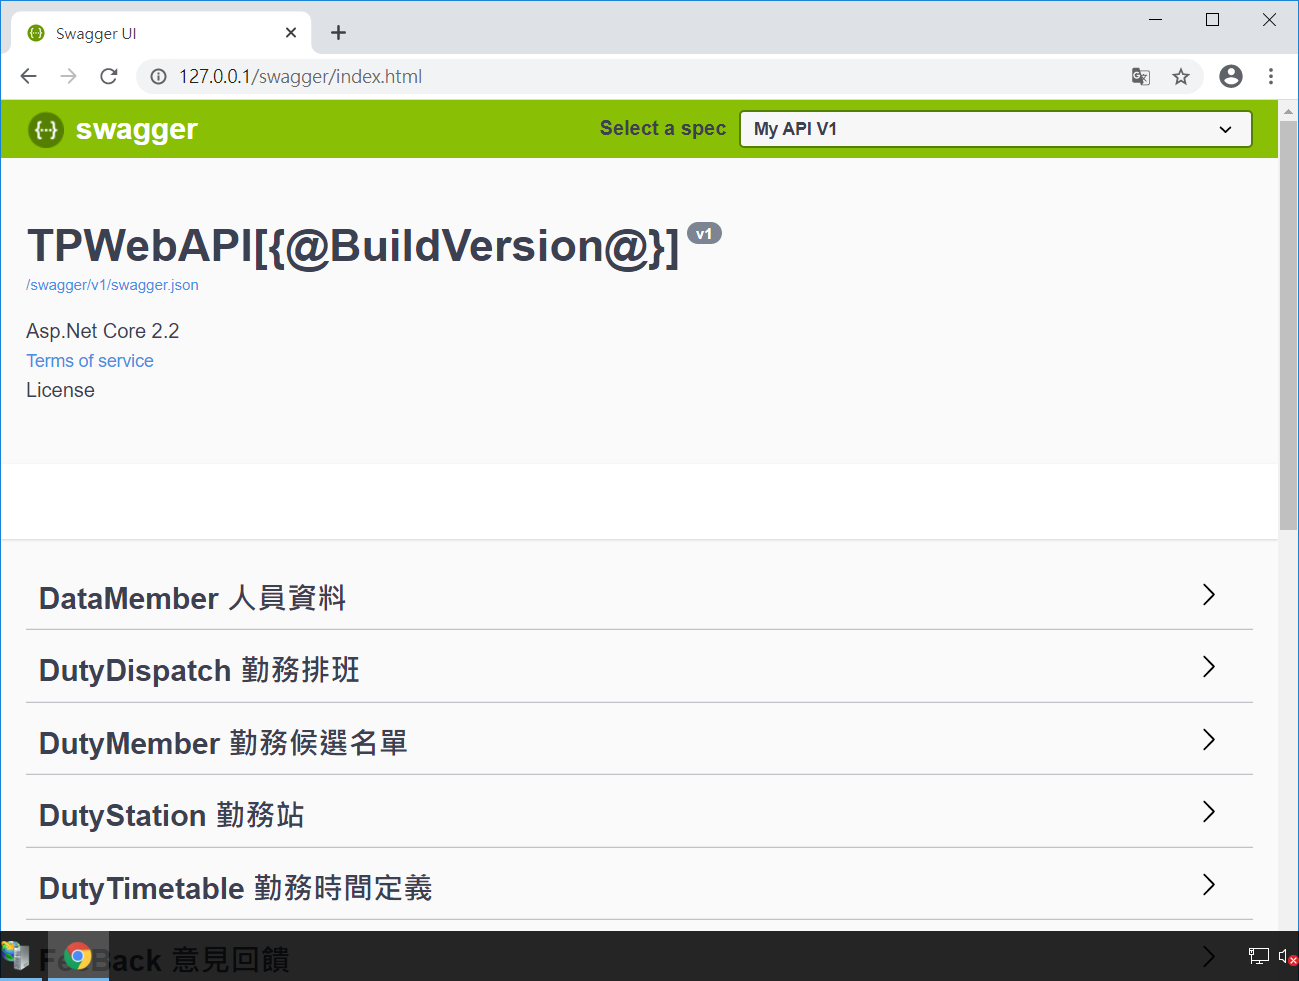 Swagger UI
127.0.0.1/swagger/index.html
swagger
Select a spec
My API V1
TPWebAPI[{@BuildVersion@}] v1
/swagger/v1/swagger.json
Asp.Net Core 2.2
Terms of service
License
DataMember 人員資料
DutyDispatch 勤務排班
DutyMember 勤務候選名單
DutyStation 勤務站
DutyTimetable 勤務時間定義
意見回饋